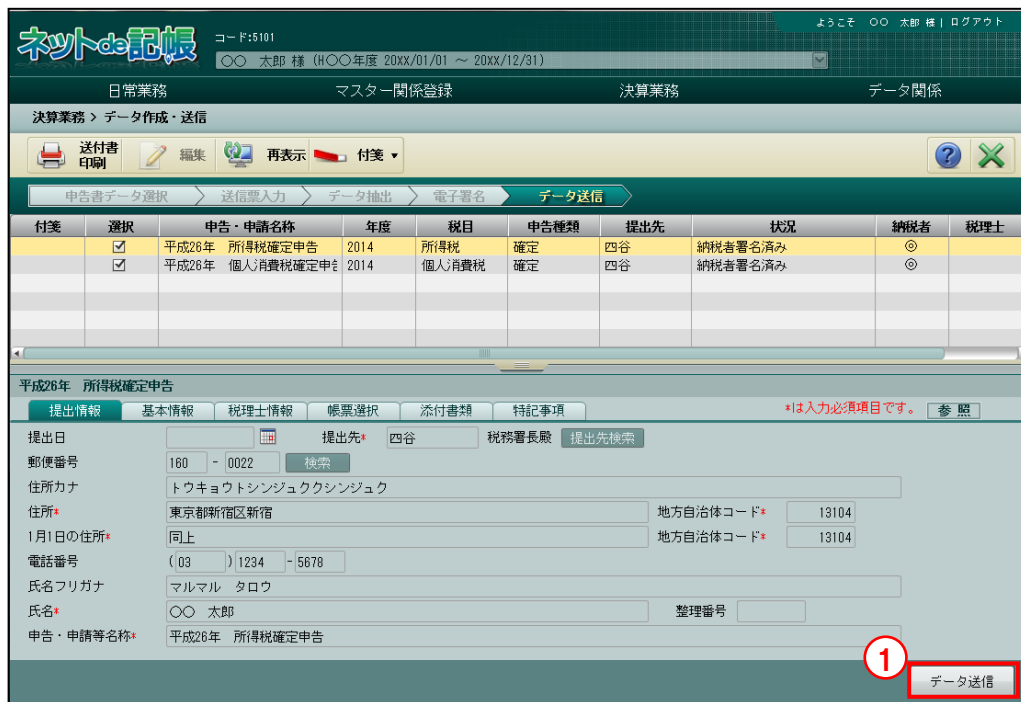 ようこそ 〇〇 太郎 様 | ログアウト
ネットde記帳
コード:5101
〇〇 太郎 様 (H〇〇年度 20XX/01/01 ～ 20XX/12/31)
日常業務 マスター関係登録 決算業務 データ関係
決算業務 > データ作成・送信
送付書印刷 編集 再表示 付箋 ▼ ?
申告書データ選択 送信票入力 データ抽出 電子署名 データ送信
付箋 選択 申告・申請名称 年度 税目 申告種類 提出先 状況 納税者 税理士
平成26年 所得税確定申告 2014 所得税 確定 四谷 納税者署名済み ◎
平成26年 個人消費税確定申告 2014 個人消費税 確定 四谷 納税者署名済み ◎
平成26年 所得税確定申告
提出情報 基本情報 税理士情報 帳票選択 添付書類 特記事項 *は入力必須項目です。 参照
提出日 提出先* 四谷 税務署長殿 提出先検索
郵便番号 160 - 0022 検索
住所カナ トウキョウトシンジュククシンジュク
住所* 東京都新宿区新宿 地方自治体コード* 13104
1月1日の住所* 同上 地方自治体コード* 13104
電話番号 (03 ) 1234 - 5678
氏名フリガナ マルマル タロウ
氏名* 〇〇 太郎 整理番号
申告・申請等名称* 平成26年 所得税確定申告
1
データ送信